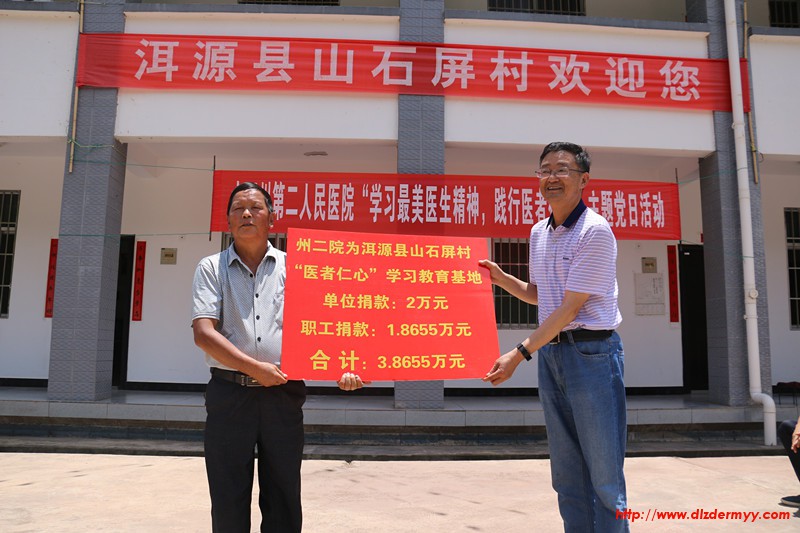 洱源县山石屏村欢迎您
州第二人民医院“学习最美医生精神，践行医者 主题党日活动
州二院为洱源县山石屏村
“医者仁心”学习教育基地
单位捐款：2万元
职工捐款：1.8655万元
合计：3.8655万元
http://www.dlzdermyy.com